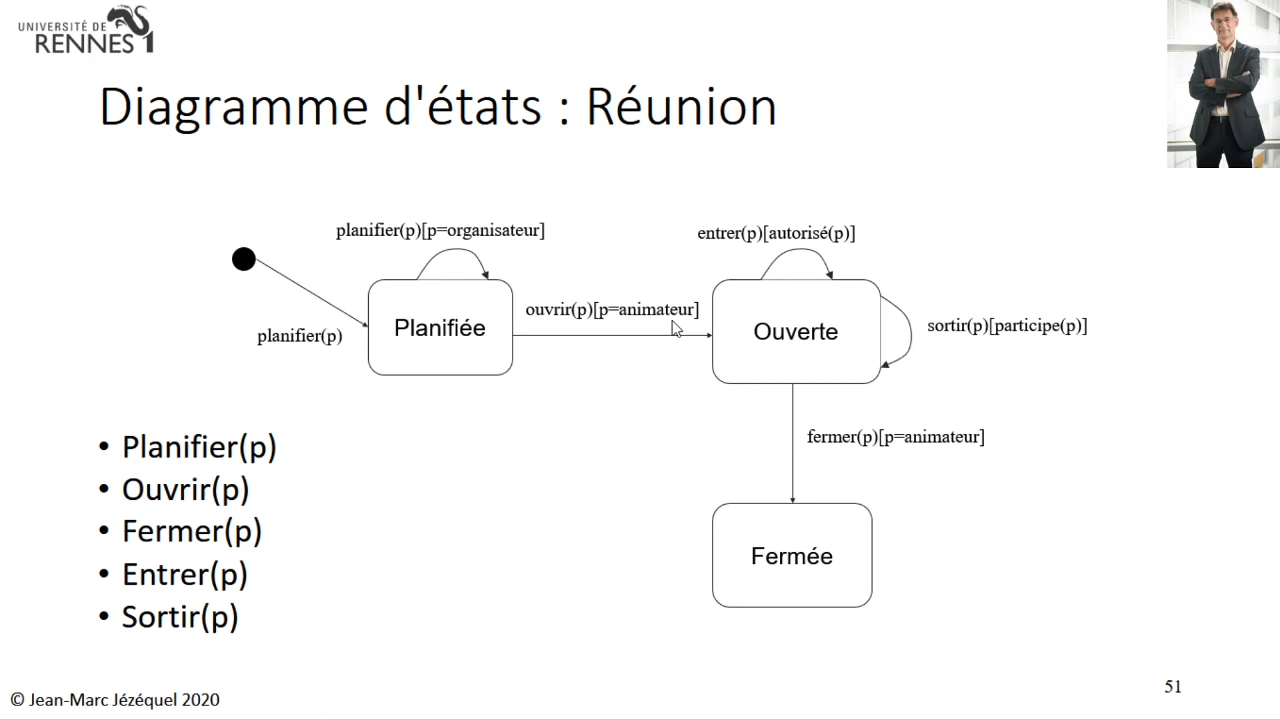 UNIVERSITÉ DE
RENNES 1
Diagramme d'états : Réunion
planifier(p)[p=organisateur]
entrer(p)[autorisé(p)]
ouvrir(p)[p=animateur]
planifier(p)
Planifiée
Ouverte
sortir(p)[participe(p)]
fermer(p)[p=animateur]
Fermée
• Planifier(p)
• Ouvrir(p)
• Fermer(p)
• Entrer(p)
• Sortir(p)
51
© Jean-Marc Jézéquel 2020